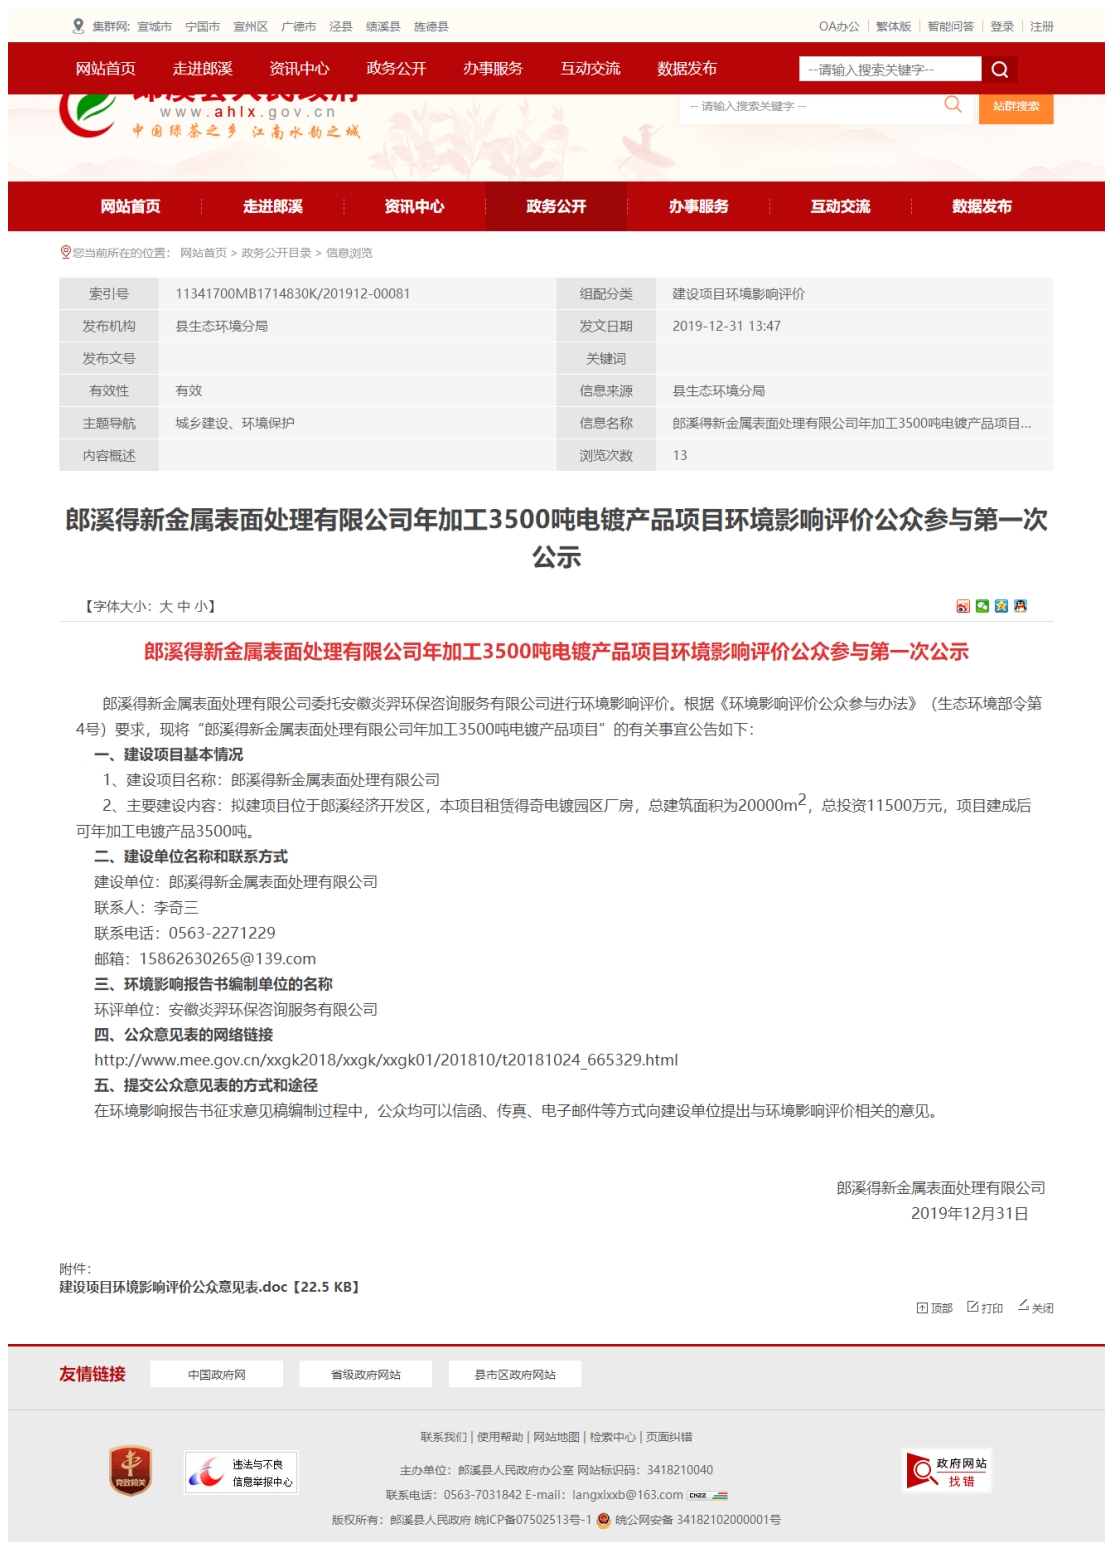 集群网: 宣城市 宁国市 宣州区 广德市 泾县 绩溪县 旌德县 OA办公 繁体版 智能问答 登录 注册
网站首页 走进郎溪 资讯中心 政务公开 办事服务 互动交流 数据发布 --请输入搜索关键字--
郎溪县人民政府
www.ahlx.gov.cn
中国绿茶之乡 江南水韵之城
-- 请输入搜索关键字 -- 站群搜索
网站首页 走进郎溪 资讯中心 政务公开 办事服务 互动交流 数据发布
您当前所在的位置： 网站首页 > 政务公开目录 > 信息浏览
索引号 11341700MB1714830K/201912-00081 组配分类 建设项目环境影响评价
发布机构 县生态环境分局 发文日期 2019-12-31 13:47
发布文号 关键词
有效性 有效 信息来源 县生态环境分局
主题导航 城乡建设、环境保护 信息名称 郎溪得新金属表面处理有限公司年加工3500吨电镀产品项目...
内容概述 浏览次数 13
郎溪得新金属表面处理有限公司年加工3500吨电镀产品项目环境影响评价公众参与第一次
公示
【字体大小：大 中 小】
郎溪得新金属表面处理有限公司年加工3500吨电镀产品项目环境影响评价公众参与第一次公示
郎溪得新金属表面处理有限公司委托安徽炎羿环保咨询服务有限公司进行环境影响评价。根据《环境影响评价公众参与办法》（生态环境部令第
4号）要求，现将“郎溪得新金属表面处理有限公司年加工3500吨电镀产品项目”的有关事宜公告如下：
一、建设项目基本情况
1、建设项目名称：郎溪得新金属表面处理有限公司
2、主要建设内容：拟建项目位于郎溪经济开发区，本项目租赁得奇电镀园区厂房，总建筑面积为20000m2，总投资11500万元，项目建成后
可年加工电镀产品3500吨。
二、建设单位名称和联系方式
建设单位：郎溪得新金属表面处理有限公司
联系人：李奇三
联系电话：0563-2271229
邮箱：15862630265@139.com
三、环境影响报告书编制单位的名称
环评单位：安徽炎羿环保咨询服务有限公司
四、公众意见表的网络链接
http://www.mee.gov.cn/xxgk2018/xxgk/xxgk01/201810/t20181024_665329.html
五、提交公众意见表的方式和途径
在环境影响报告书征求意见稿编制过程中，公众均可以信函、传真、电子邮件等方式向建设单位提出与环境影响评价相关的意见。
郎溪得新金属表面处理有限公司
2019年12月31日
附件：
建设项目环境影响评价公众意见表.doc【22.5 KB】
顶部 打印 关闭
友情链接 中国政府网 省级政府网站 县市区政府网站
联系我们 | 使用帮助 | 网站地图 | 检索中心 | 页面纠错
主办单位：郎溪县人民政府办公室 网站标识码：3418210040
联系电话：0563-7031842 E-mail：langxixxb@163.com CNZZ
版权所有：郎溪县人民政府 皖ICP备07502513号-1 皖公网安备 34182102000001号
党政机关
违法与不良
信息举报中心
政府网站
找错